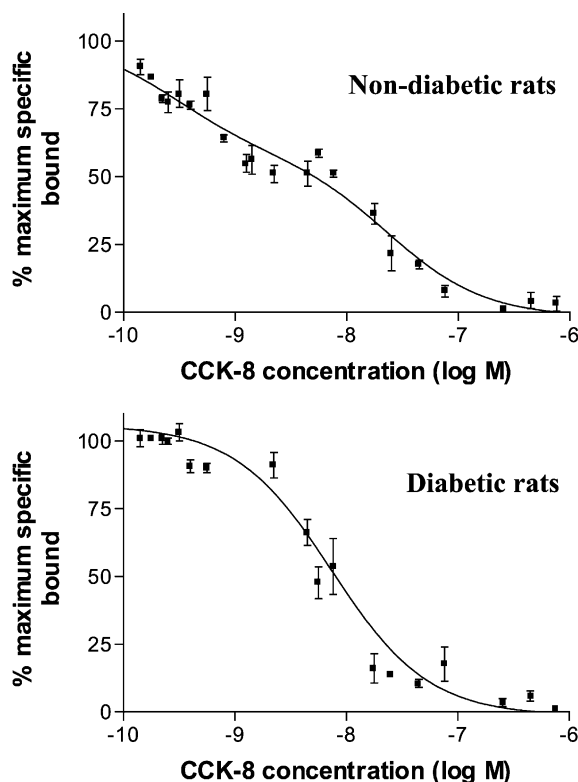 100
75
50
25
0
% maximum specific
bound
Non-diabetic rats
-10 -9 -8 -7 -6
CCK-8 concentration (log M)
100
75
50
25
0
% maximum specific
bound
Diabetic rats
-10 -9 -8 -7 -6
CCK-8 concentration (log M)